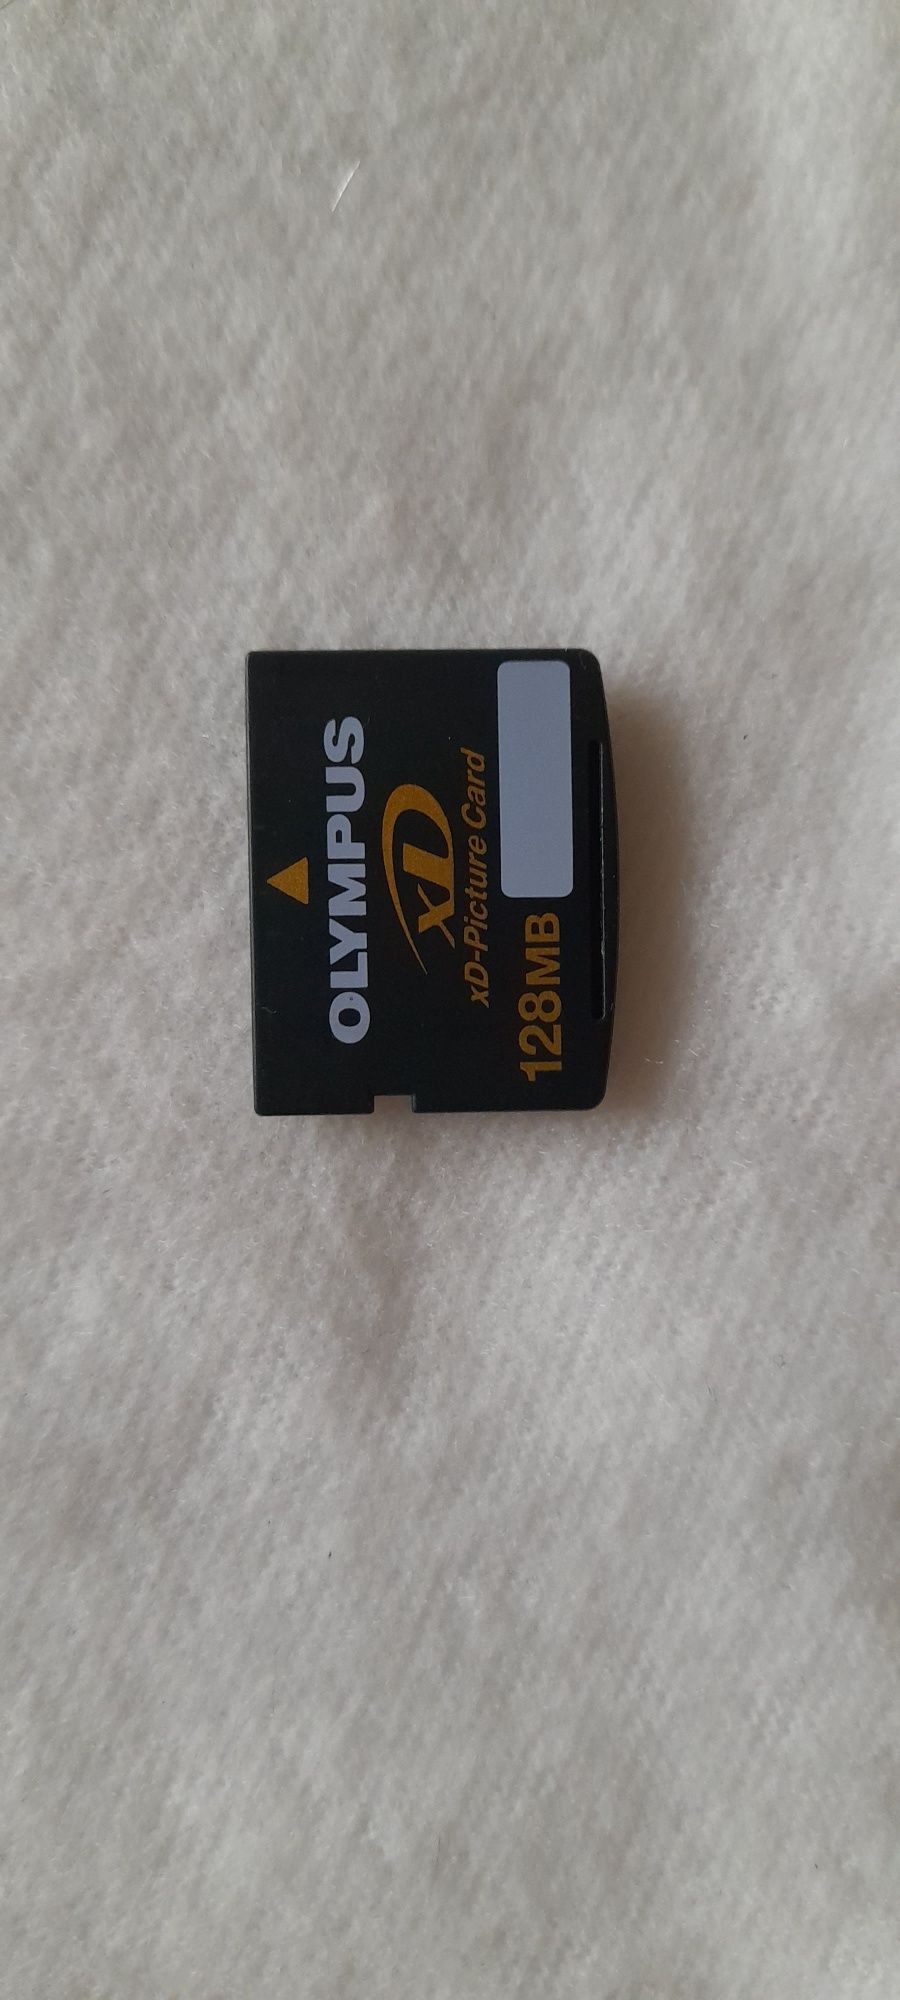 OLYMPUS
xD
xD-Picture Card
128MB